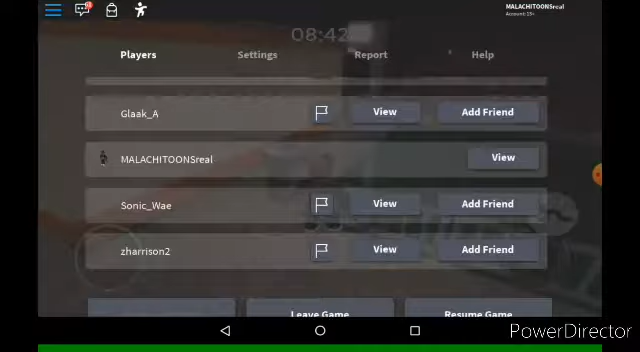 MALACHITOONSreal
Account: 13+
08:42
Players Settings Report Help
Glaak_A View Add Friend
MALACHITOONSreal View
Sonic_Wae View Add Friend
zharrison2 View Add Friend
Leave Game Resume Game
PowerDirector